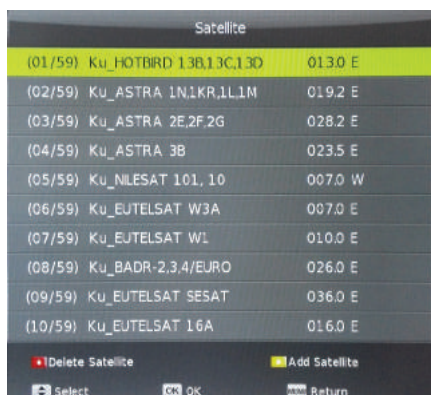 Satellite
(01/59) Ku_HOTBIRD 13B,13C,13D 013.0 E
(02/59) Ku_ASTRA 1N,1KR,1L,1M 019.2 E
(03/59) Ku_ASTRA 2E,2F,2G 028.2 E
(04/59) Ku_ASTRA 3B 023.5 E
(05/59) Ku_NILESAT 101, 10 007.0 W
(06/59) Ku_EUTELSAT W3A 007.0 E
(07/59) Ku_EUTELSAT W1 010.0 E
(08/59) Ku_BADR-2,3,4/EURO 026.0 E
(09/59) Ku_EUTELSAT SESAT 036.0 E
(10/59) Ku_EUTELSAT 16A 016.0 E
Delete Satellite Add Satellite
Select OK OK MENU Return